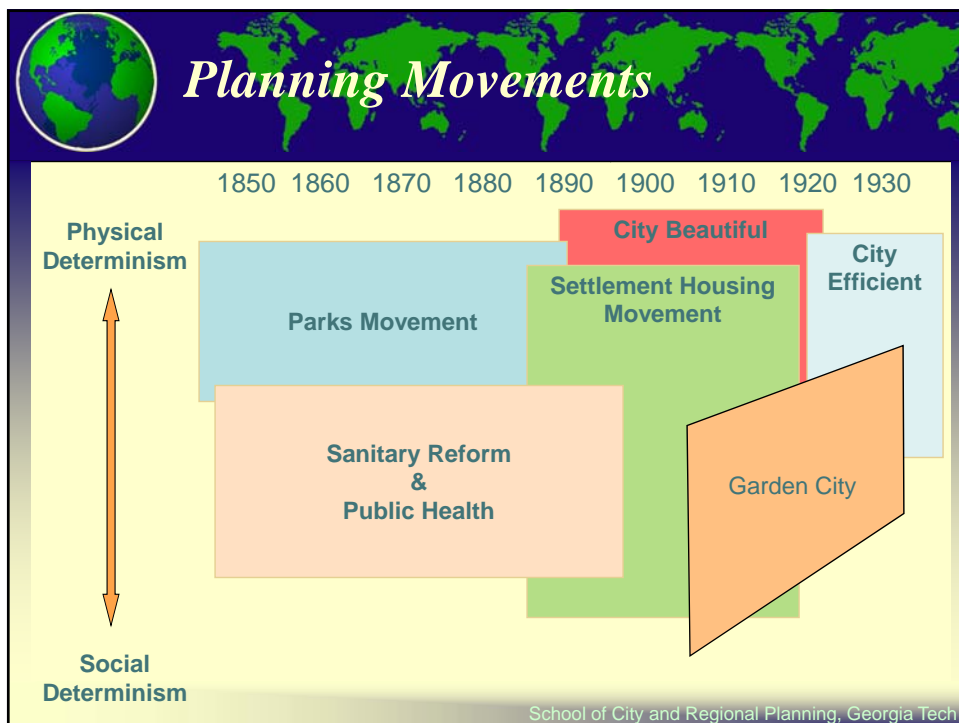 Planning Movements
1850 1860 1870 1880 1890 1900 1910 1920 1930
Physical
Determinism
City Beautiful
City
Efficient
Settlement Housing
Movement
Parks Movement
Sanitary Reform
&
Public Health
Garden City
Social
Determinism
School of City and Regional Planning, Georgia Tech